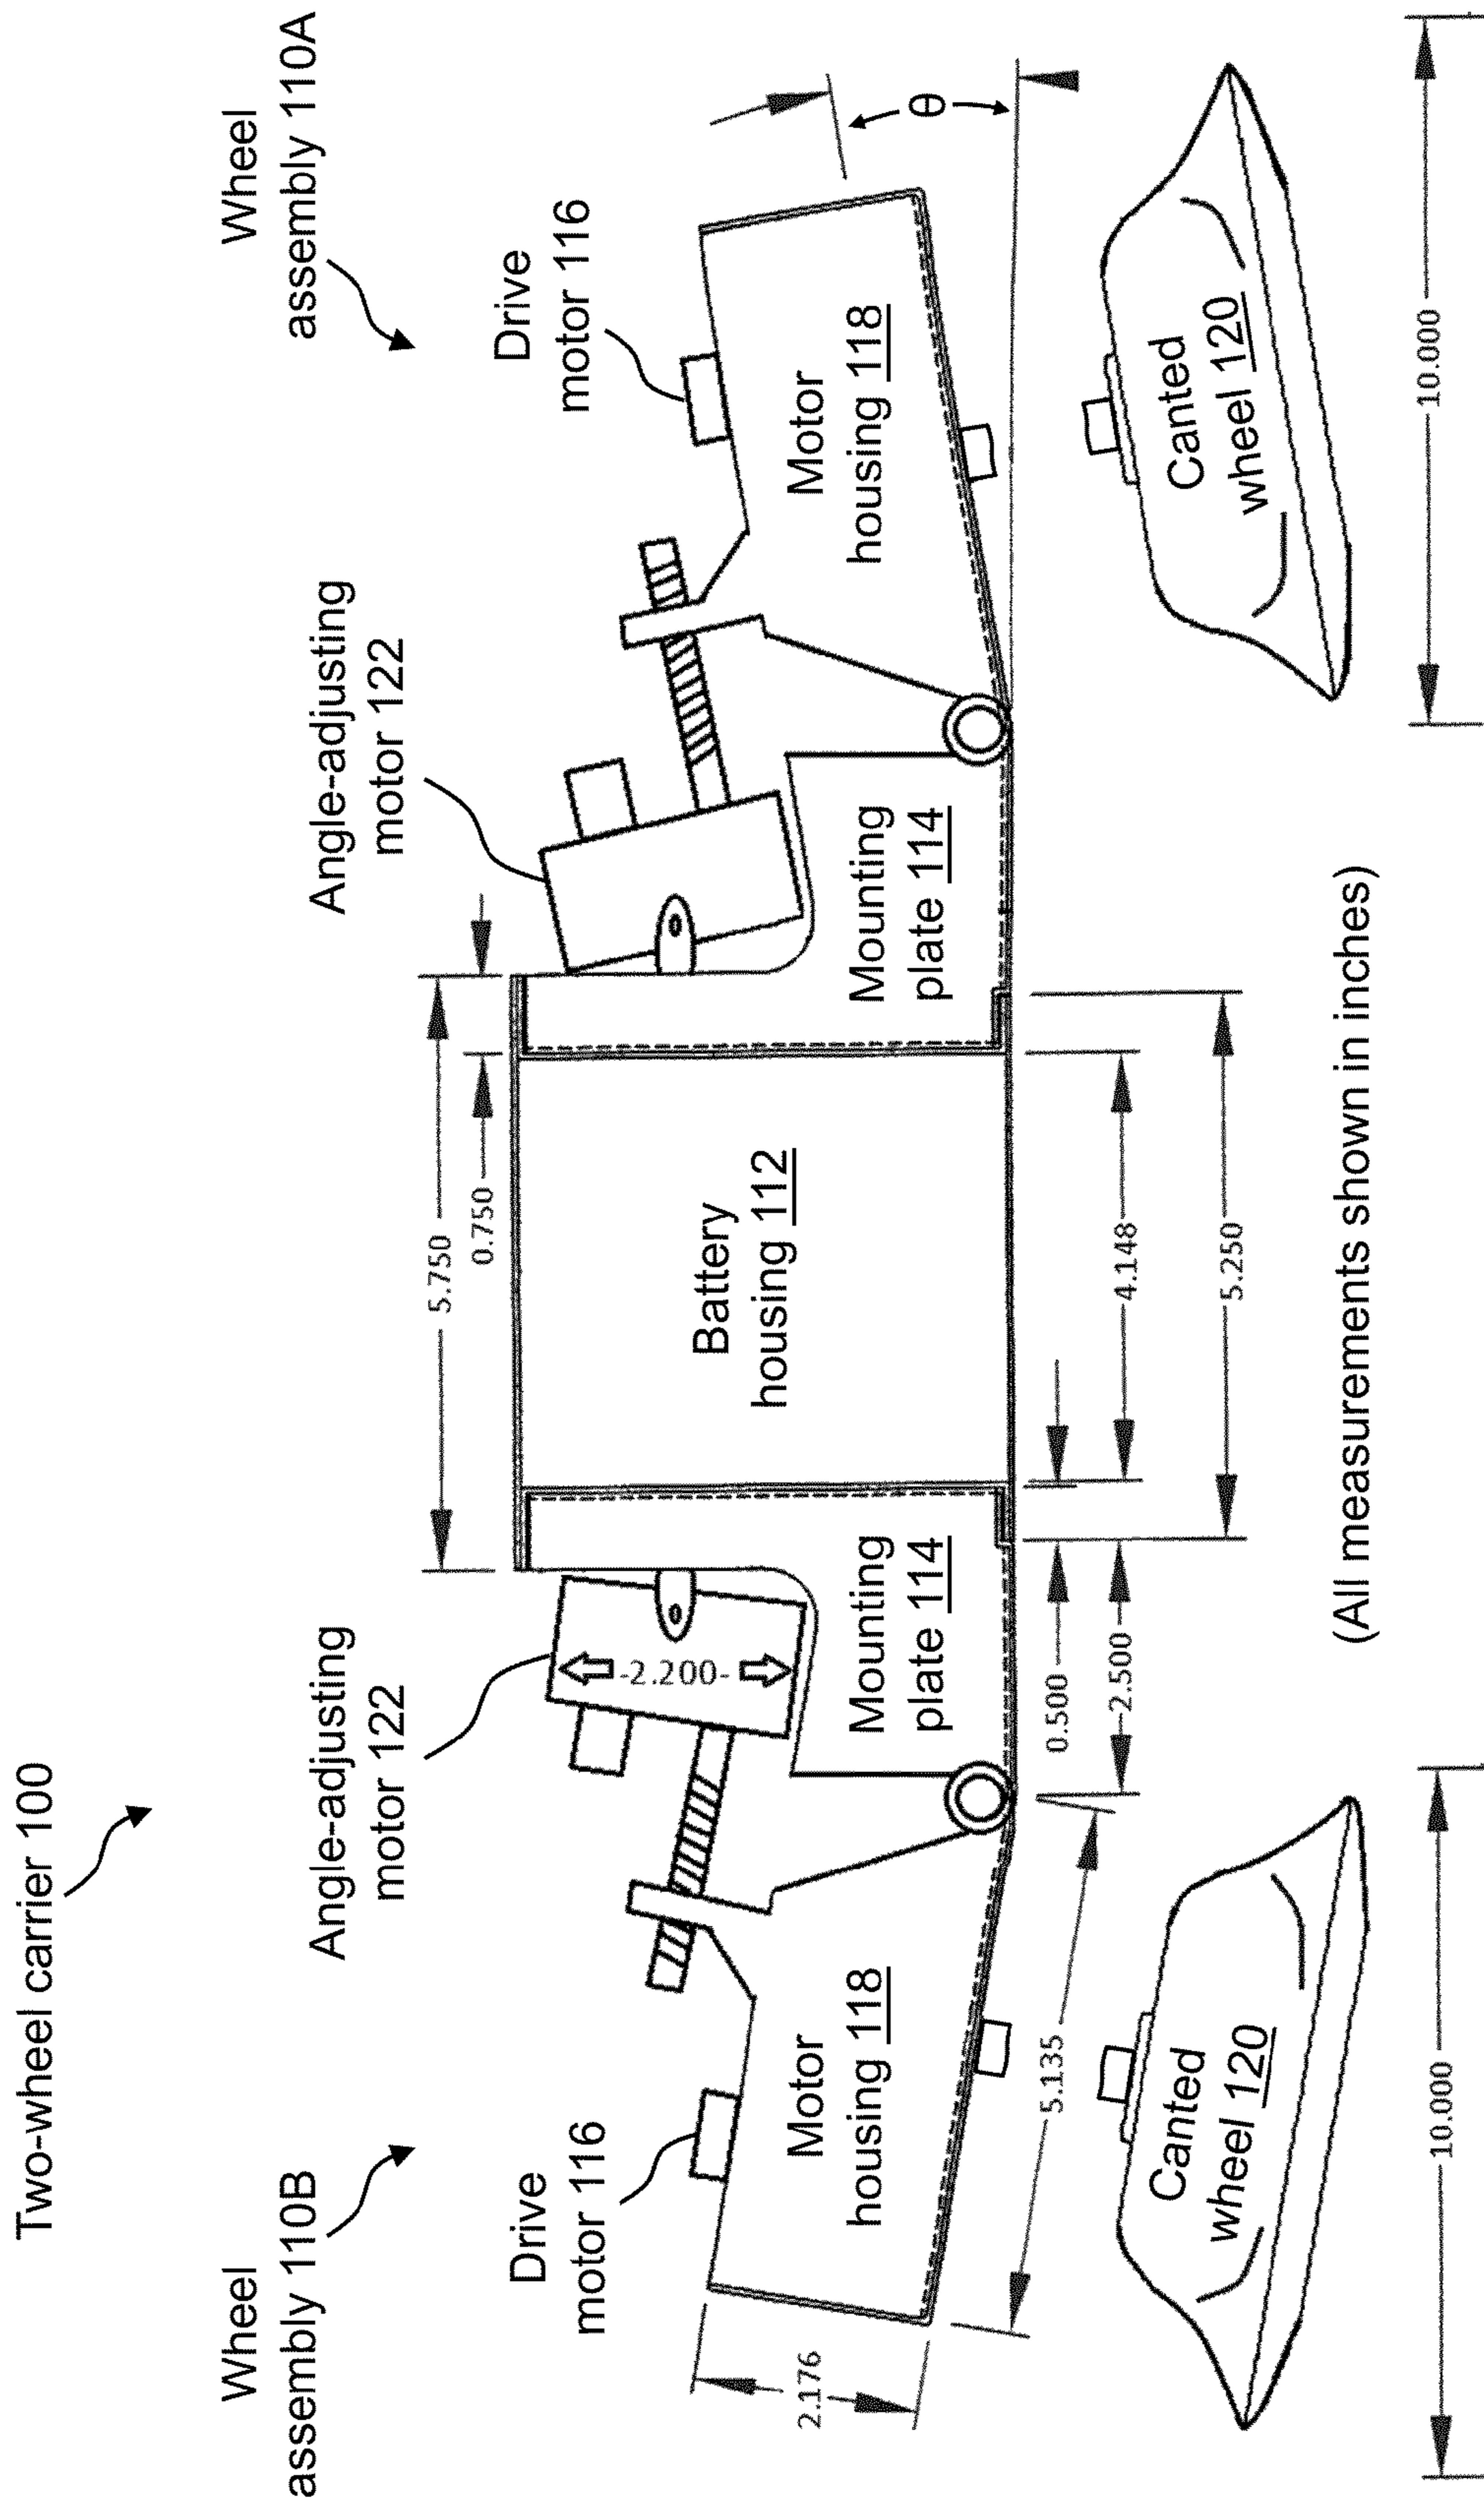 Two-wheel carrier 100
Wheel
assembly 110B
Angle-adjusting
motor 122
Angle-adjusting
motor 122
Wheel
assembly 110A
Drive
motor 116
Drive
motor 116
5.750
0.750
2.176
Motor
housing 118
-2.200-
Mounting
plate 114
Battery
housing 112
Mounting
plate 114
Motor
housing 118
θ
5.135
0.500
2.500
4.148
5.250
Canted
wheel 120
Canted
wheel 120
10.000
(All measurements shown in inches)
10.000